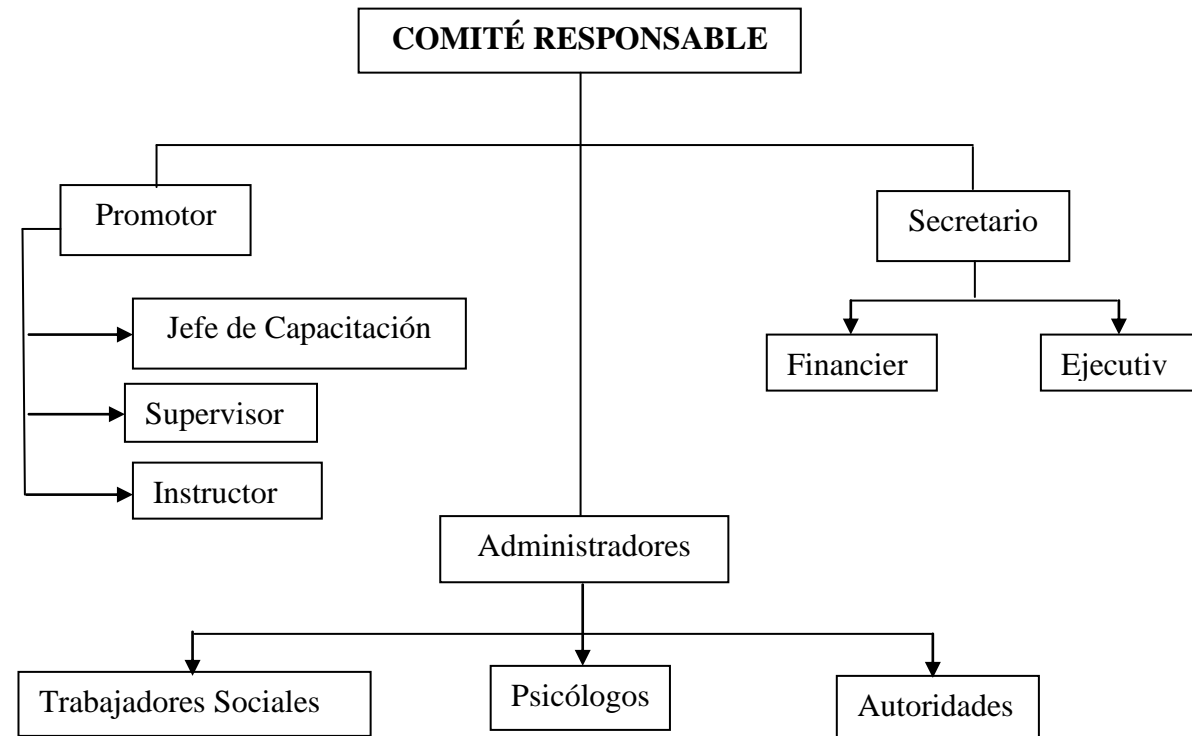 COMITÉ RESPONSABLE
Promotor
Secretario
Jefe de Capacitación
Financier
Ejecutiv
Supervisor
Instructor
Administradores
Trabajadores Sociales
Psicólogos
Autoridades